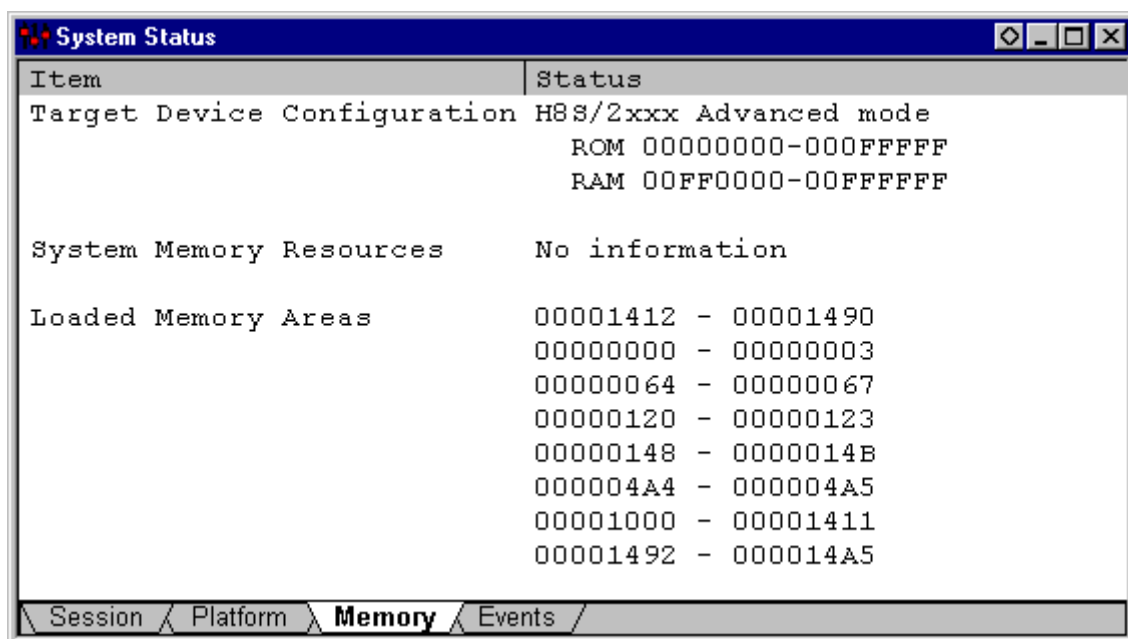 System Status
Item Status
Target Device Configuration H8S/2xxx Advanced mode
ROM 00000000-000FFFFF
RAM 00FF0000-00FFFFFF
System Memory Resources No information
Loaded Memory Areas 00001412 - 00001490
00000000 - 00000003
00000064 - 00000067
00000120 - 00000123
00000148 - 0000014B
000004A4 - 000004A5
00001000 - 00001411
00001492 - 000014A5
Session Platform Memory Events